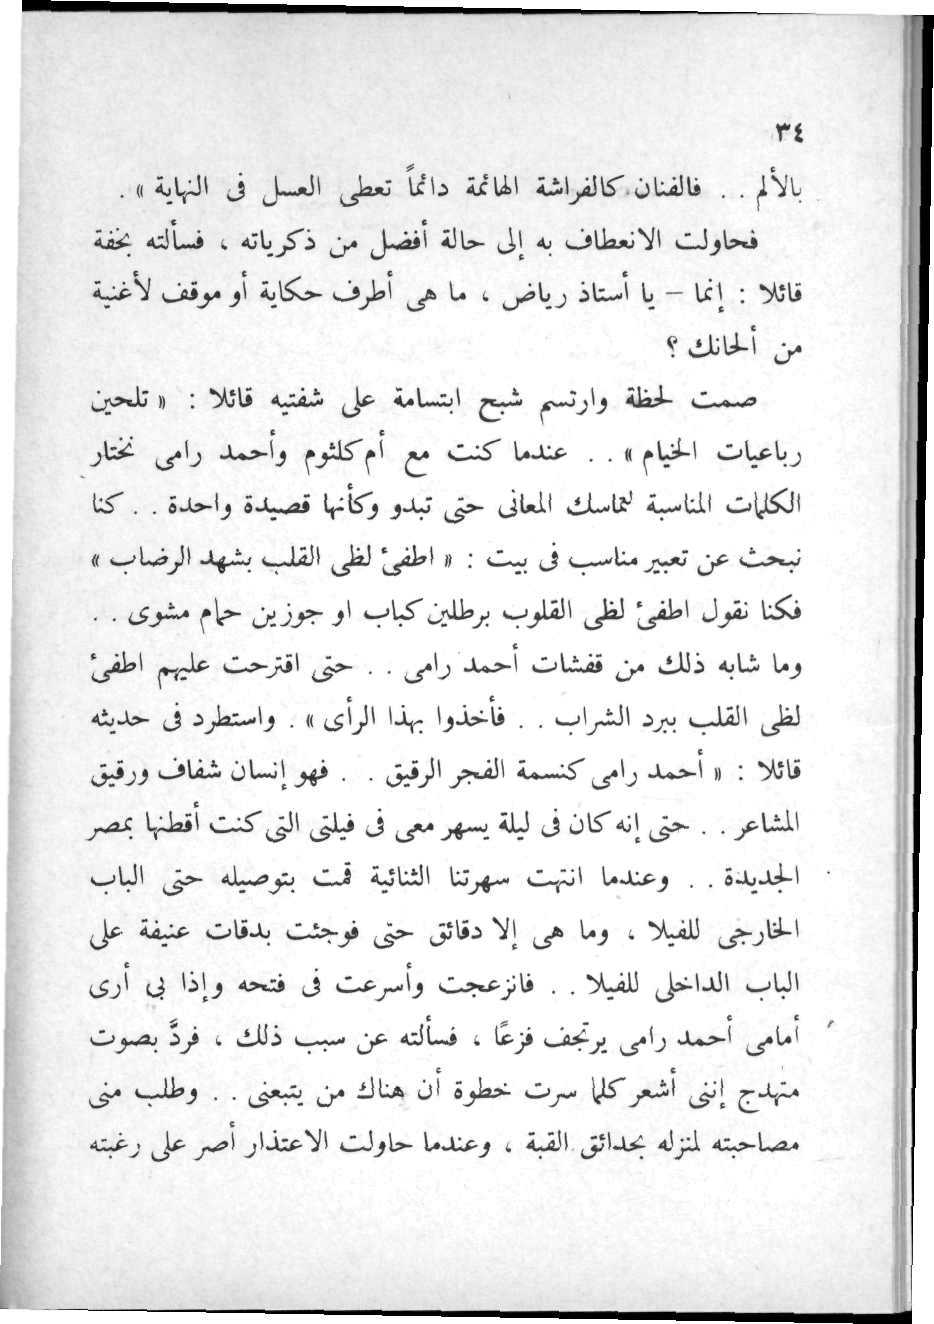 ٣٤
بالألم . . فالفنان كالفراشة الهائمة دائماً تعطى العسل فى النهاية » .
فحاولت الانعطاف به إلى حالة أفضل من ذكرياته ، فسألته بخفة
قائلا : إنما – يا أستاذ رياض ، ما هى أطرف حكاية أو موقف لأغنية
من ألحانك ؟
صمت لحظة وارتسم شبح ابتسامة على شفتيه قائلا : « تلحين
رباعيات الخيام » . . عندما كنت مع أم كلثوم وأحمد رامى نختار
الكلمات المناسبة لتماسك المعانى حتى تبدو وكأنها قصيدة واحدة . . كنا
نبحث عن تعبير مناسب فى بيت : « اطفئ لظى القلب بشهد الرضاب »
فكنا نقول اطفئ لظى القلوب برطلين كباب او جوزين حمام مشوى . .
وما شابه ذلك من قفشات أحمد رامى . . حتى اقترحت عليهم اطفئ
لظى القلب ببرد الشراب . . فأخذوا بهذا الرأى » . واستطرد فى حديثه
قائلا : « أحمد رامى كنسمة الفجر الرقيق . . فهو إنسان شفاف ورقيق
المشاعر . . حتى إنه كان فى ليلة يسهر معى فى فيلتى التى كنت أقطنها بمصر
الجديدة . . وعندما انتهت سهرتنا الثنائية قمت بتوصيله حتى الباب
الخارجى للفيلا ، وما هى إلا دقائق حتى فوجئت بدقات عنيفة على
الباب الداخلى للفيلا . . فانزعجت وأسرعت فى فتحه وإذا بى أرى
أمامى أحمد رامى يرتجف فزعًا ، فسألته عن سبب ذلك ، فردَّ بصوت
متهدج إننى أشعر كلما سرت خطوة أن هناك من يتبعنى . . وطلب منى
مصاحبته لمنزله بحدائق القبة ، وعندما حاولت الاعتذار أصر على رغبته